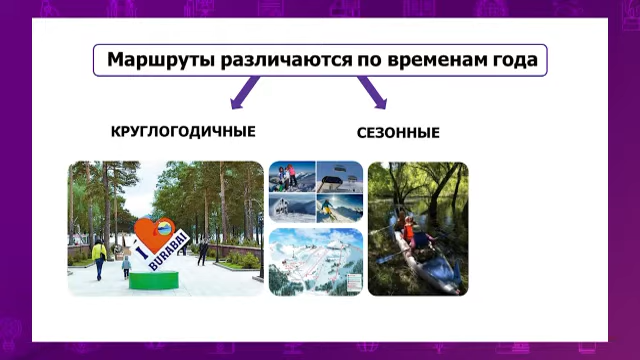 Маршруты различаются по временам года
КРУГЛОГОДИЧНЫЕ
СЕЗОННЫЕ
I
BURABAI